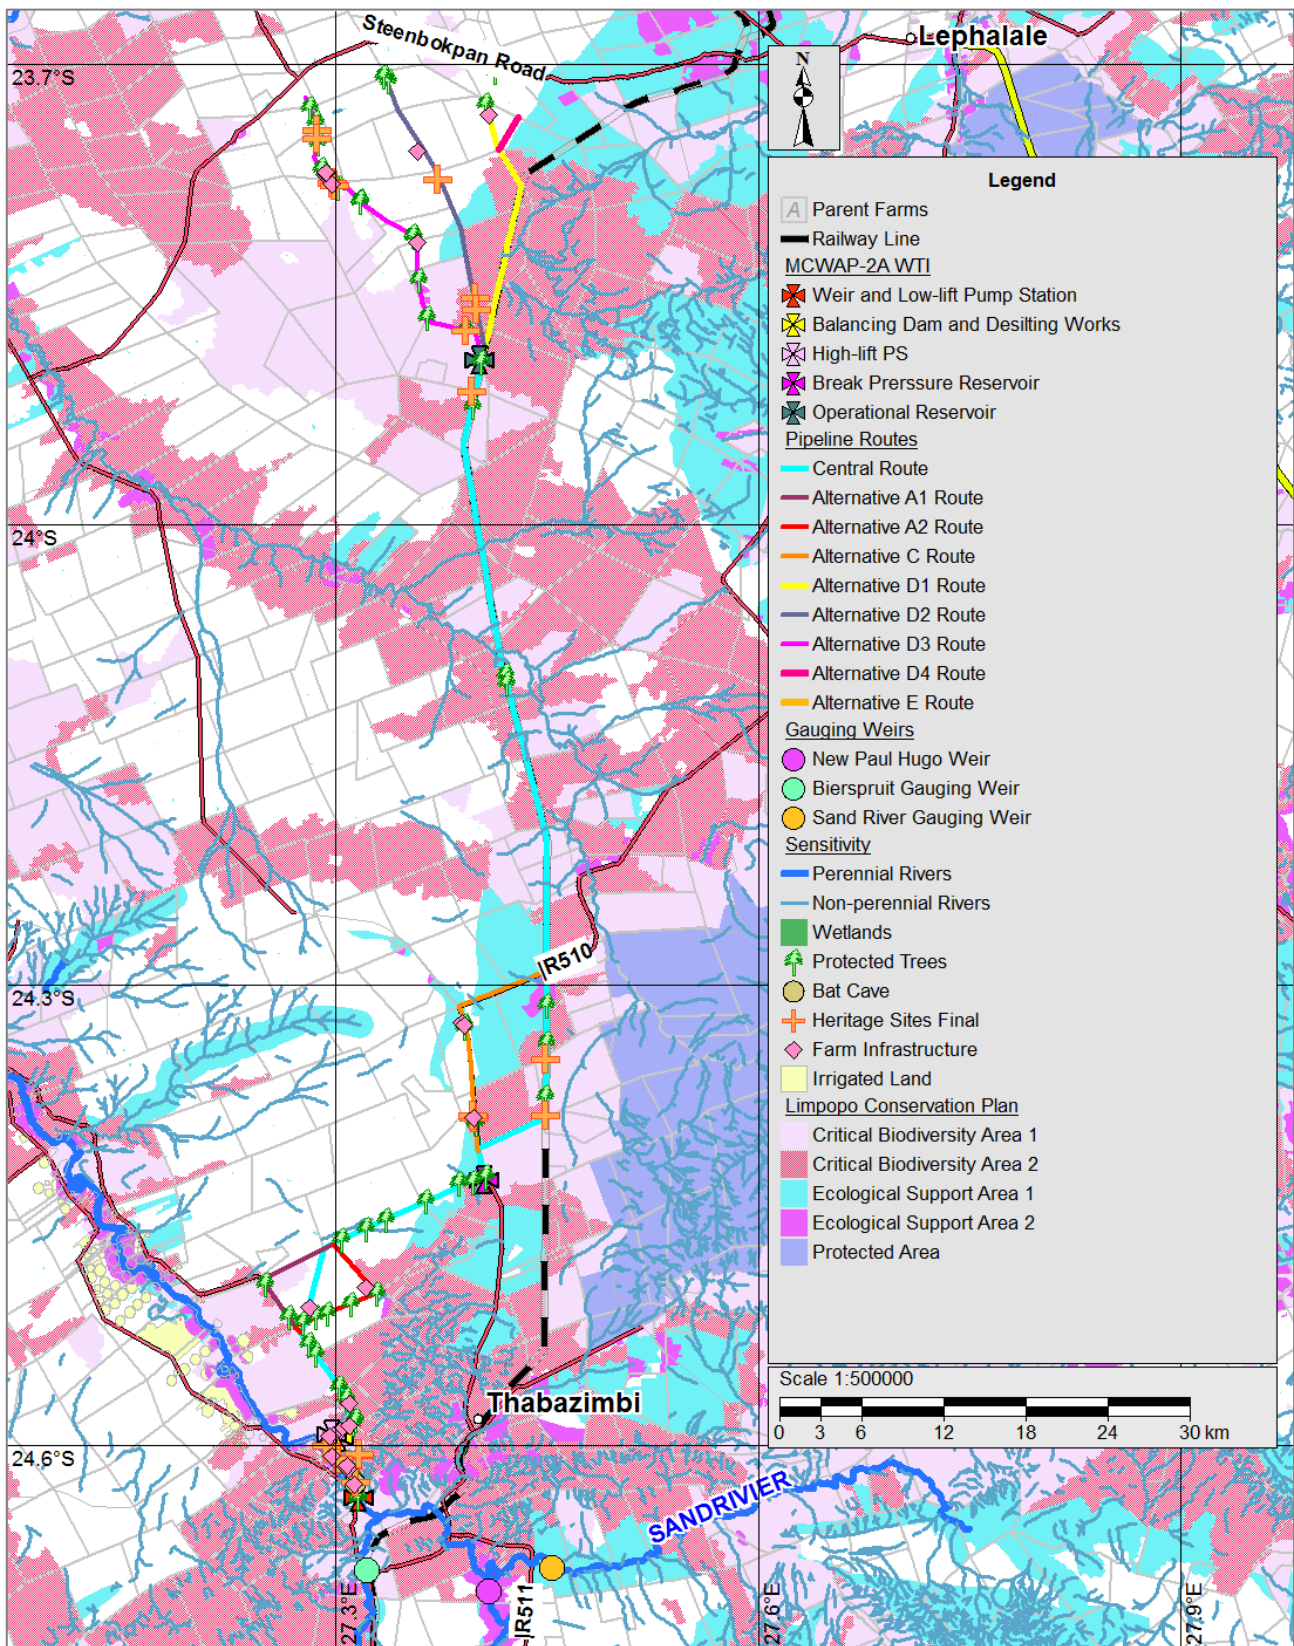 Steenbokpan Road
Lephalale
23.7°S
N
Legend
A Parent Farms
Railway Line
MCWAP-2A WTI
Weir and Low-lift Pump Station
Balancing Dam and Desilting Works
High-lift PS
Break Prerssure Reservoir
Operational Reservoir
Pipeline Routes
Central Route
Alternative A1 Route
Alternative A2 Route
Alternative C Route
Alternative D1 Route
Alternative D2 Route
Alternative D3 Route
Alternative D4 Route
Alternative E Route
Gauging Weirs
New Paul Hugo Weir
Bierspruit Gauging Weir
Sand River Gauging Weir
Sensitivity
Perennial Rivers
Non-perennial Rivers
Wetlands
Protected Trees
Bat Cave
Heritage Sites Final
Farm Infrastructure
Irrigated Land
Limpopo Conservation Plan
Critical Biodiversity Area 1
Critical Biodiversity Area 2
Ecological Support Area 1
Ecological Support Area 2
Protected Area
Scale 1:500000
0 3 6 12 18 24 30 km
24°S
|R510
24.3°S
Thabazimbi
24.6°S
SANDRIVIER
27.3°E
|R511
27.6°E
27.9°E